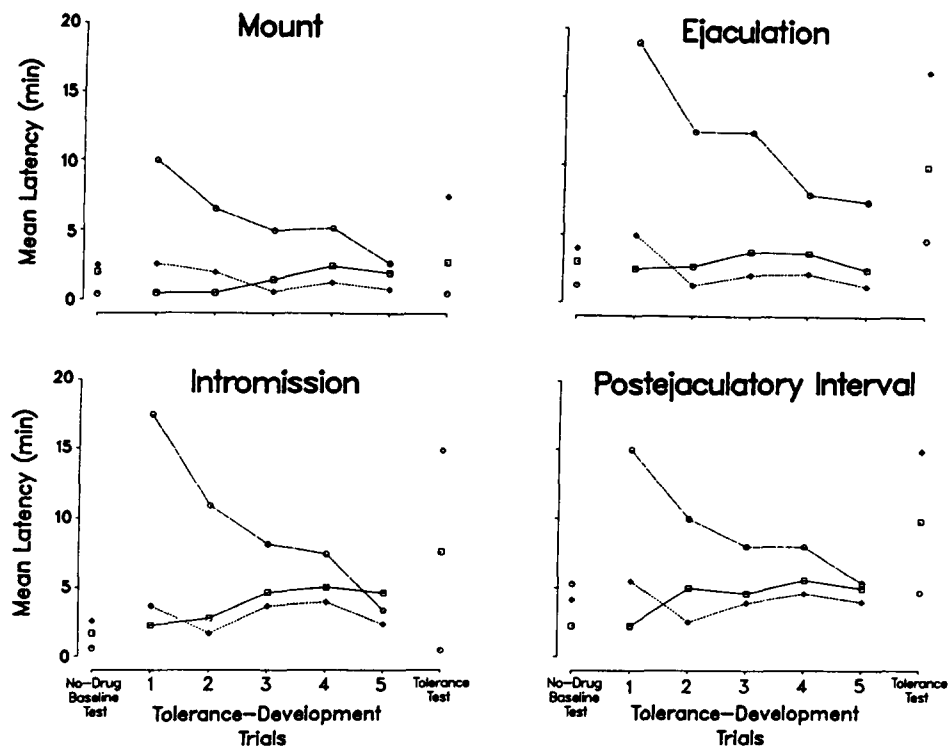 Mount
Ejaculation
Mean Latency (min)
20
15
10
5
0
Intromission
Postejaculatory Interval
Mean Latency (min)
20
15
10
5
0
No-Drug
Baseline
Test
1
2
3
4
5
Tolerance
Test
Tolerance-Development
Trials
No-Drug
Baseline
Test
1
2
3
4
5
Tolerance
Test
Tolerance-Development
Trials